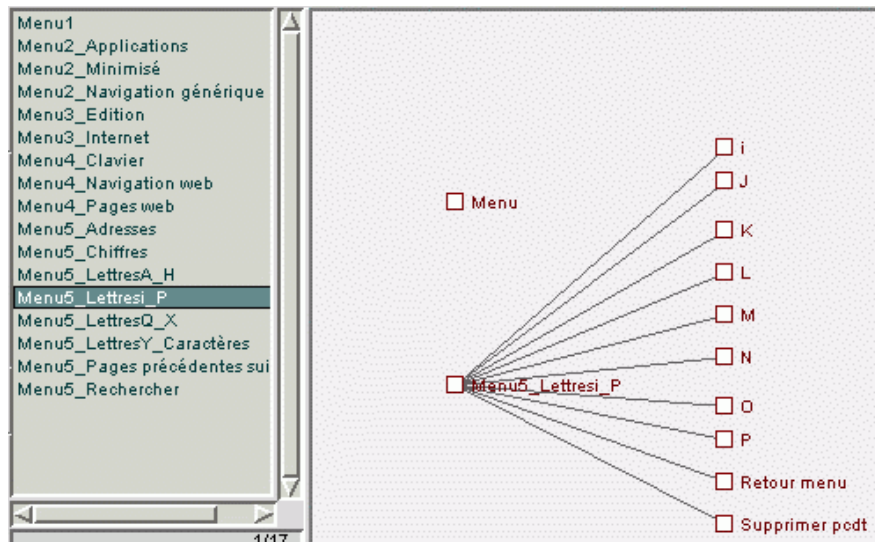 Menu1
Menu2_Applications
Menu2_Minimisé
Menu2_Navigation générique
Menu3_Edition
Menu3_Internet
Menu4_Clavier
Menu4_Navigation web
Menu4_Pages web
Menu5_Adresses
Menu5_Chiffres
Menu5_LettresA_H
Menu5_Lettresi_P
Menu5_LettresQ_X
Menu5_LettresY_Caractères
Menu5_Pages précédentes sui
Menu5_Rechercher
1/17
i
J
Menu
K
L
M
N
Menu5_Lettresi_P
O
P
Retour menu
Supprimer pcdt